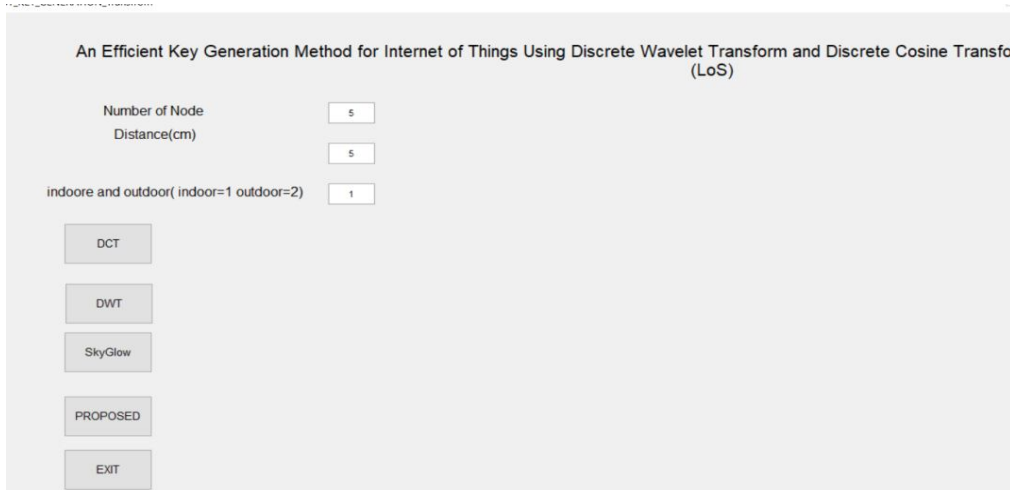 An Efficient Key Generation Method for Internet of Things Using Discrete Wavelet Transform and Discrete Cosine Transfo
(LoS)
Number of Node
5
Distance(cm)
5
indoore and outdoor( indoor=1 outdoor=2)
1
DCT
DWT
SkyGlow
PROPOSED
EXIT